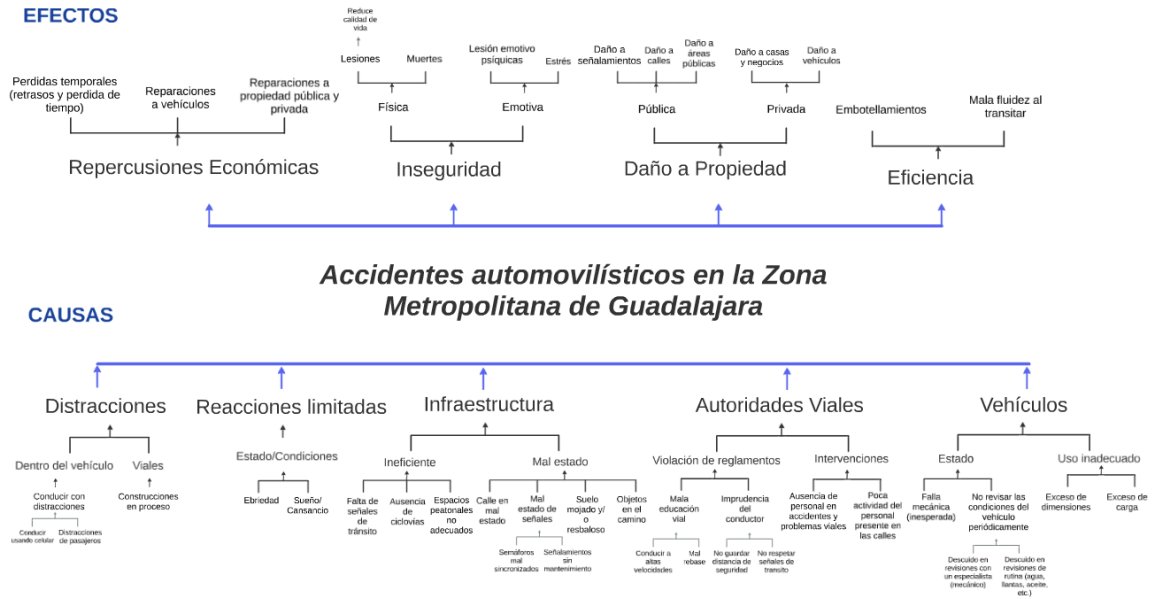 EFECTOS
Reduce
calidad de
vida
Lesiones
Muertes
Lesión emotivo
psíquicas
Estrés
Daño a
señalamientos
Daño a
calles
Daño a
áreas
públicas
Daño a casas
y negocios
Daño a
vehículos
Perdidas temporales
(retrasos y perdida de
tiempo)
Reparaciones
a vehículos
Reparaciones a
propiedad pública y
privada
Física
Emotiva
Pública
Privada
Embotellamientos
Mala fluidez al
transitar
Repercusiones Económicas
Inseguridad
Daño a Propiedad
Eficiencia
Accidentes automovilísticos en la Zona
Metropolitana de Guadalajara
CAUSAS
Distracciones
Reacciones limitadas
Infraestructura
Autoridades Viales
Vehículos
Dentro del vehículo
Viales
Estado/Condiciones
Ineficiente
Mal estado
Violación de reglamentos
Intervenciones
Estado
Uso inadecuado
Conducir con
distracciones
Construcciones
en proceso
Ebriedad
Sueño/
Cansancio
Falta de
señales
de
tránsito
Ausencia
de
ciclovías
Espacios
peatonales
no
adecuados
Calle en
mal
estado
Mal
estado de
señales
Suelo
mojado y/
o
resbaloso
Objetos
en el
camino
Mala
educación
vial
Imprudencia
del
conductor
Ausencia de
personal en
accidentes y
problemas viales
Poca
actividad del
personal
presente en
las calles
Falla
mecánica
(inesperada)
No revisar las
condiciones del
vehículo
periódicamente
Exceso de
dimensiones
Exceso de
carga
Conducir
usando celular
Distracciones
de pasajeros
Semáforos
mal
sincronizados
Señalamientos
sin
mantenimiento
Conducir a
altas
velocidades
Mal
rebase
No guardar
distancia de
seguridad
No respetar
señales de
transito
Descuido en
revisiones con
un especialista
(mecánico)
Descuido en
revisiones de
rutina (agua,
llantas, aceite,
etc.)